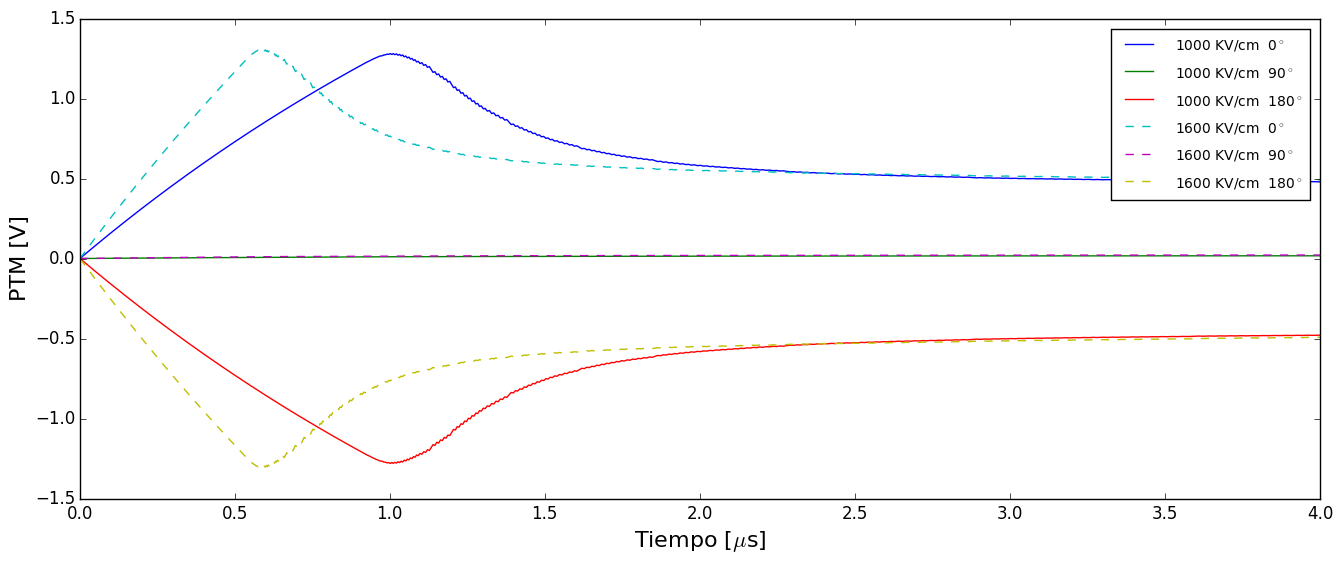 1.5
1.0
0.5
0.0
−0.5
−1.0
−1.5
PTM [V]
0.0 0.5 1.0 1.5 2.0 2.5 3.0 3.5 4.0
Tiempo [μs]
1000 KV/cm 0°
1000 KV/cm 90°
1000 KV/cm 180°
1600 KV/cm 0°
1600 KV/cm 90°
1600 KV/cm 180°